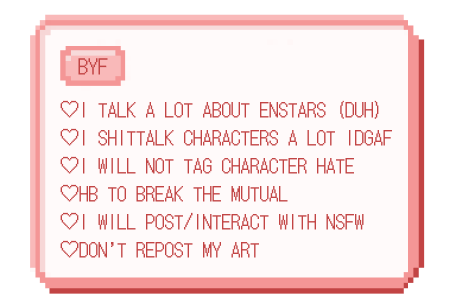 BYF
♡I TALK A LOT ABOUT ENSTARS (DUH)
♡I SHITTALK CHARACTERS A LOT IDGAF
♡I WILL NOT TAG CHARACTER HATE
♡HB TO BREAK THE MUTUAL
♡I WILL POST/INTERACT WITH NSFW
♡DON'T REPOST MY ART